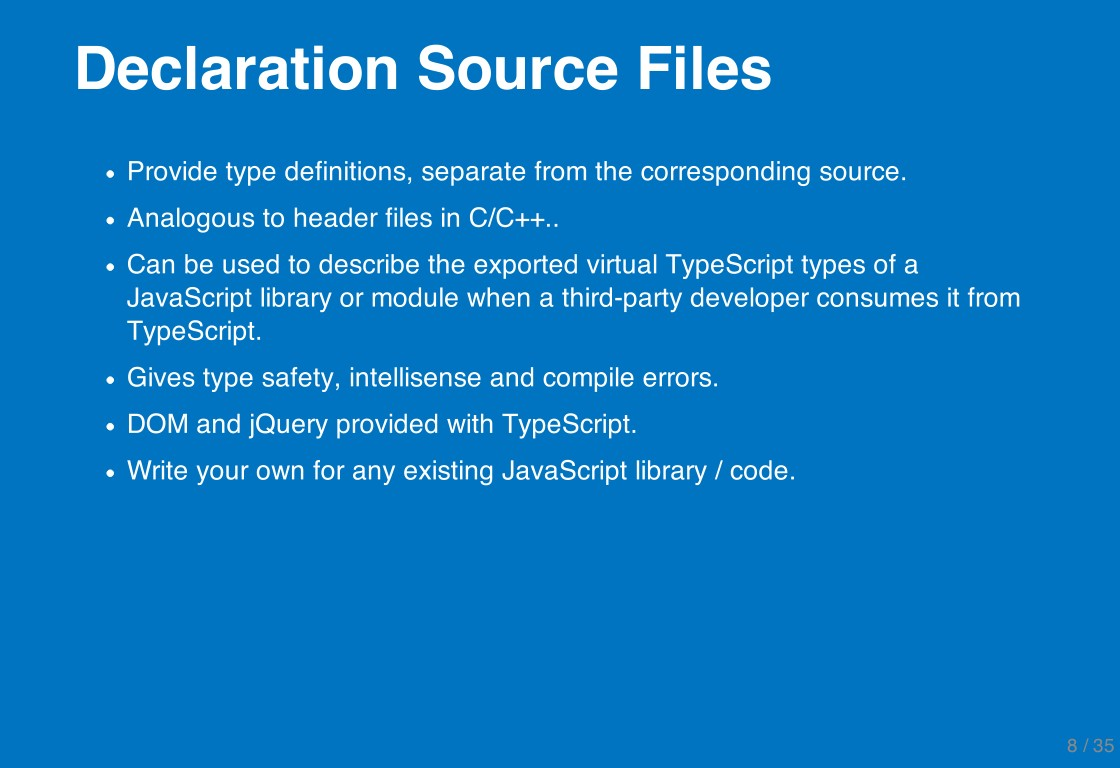 Declaration Source Files
• Provide type definitions, separate from the corresponding source.
• Analogous to header files in C/C++..
• Can be used to describe the exported virtual TypeScript types of a
JavaScript library or module when a third-party developer consumes it from
TypeScript.
• Gives type safety, intellisense and compile errors.
• DOM and jQuery provided with TypeScript.
• Write your own for any existing JavaScript library / code.
8 / 35